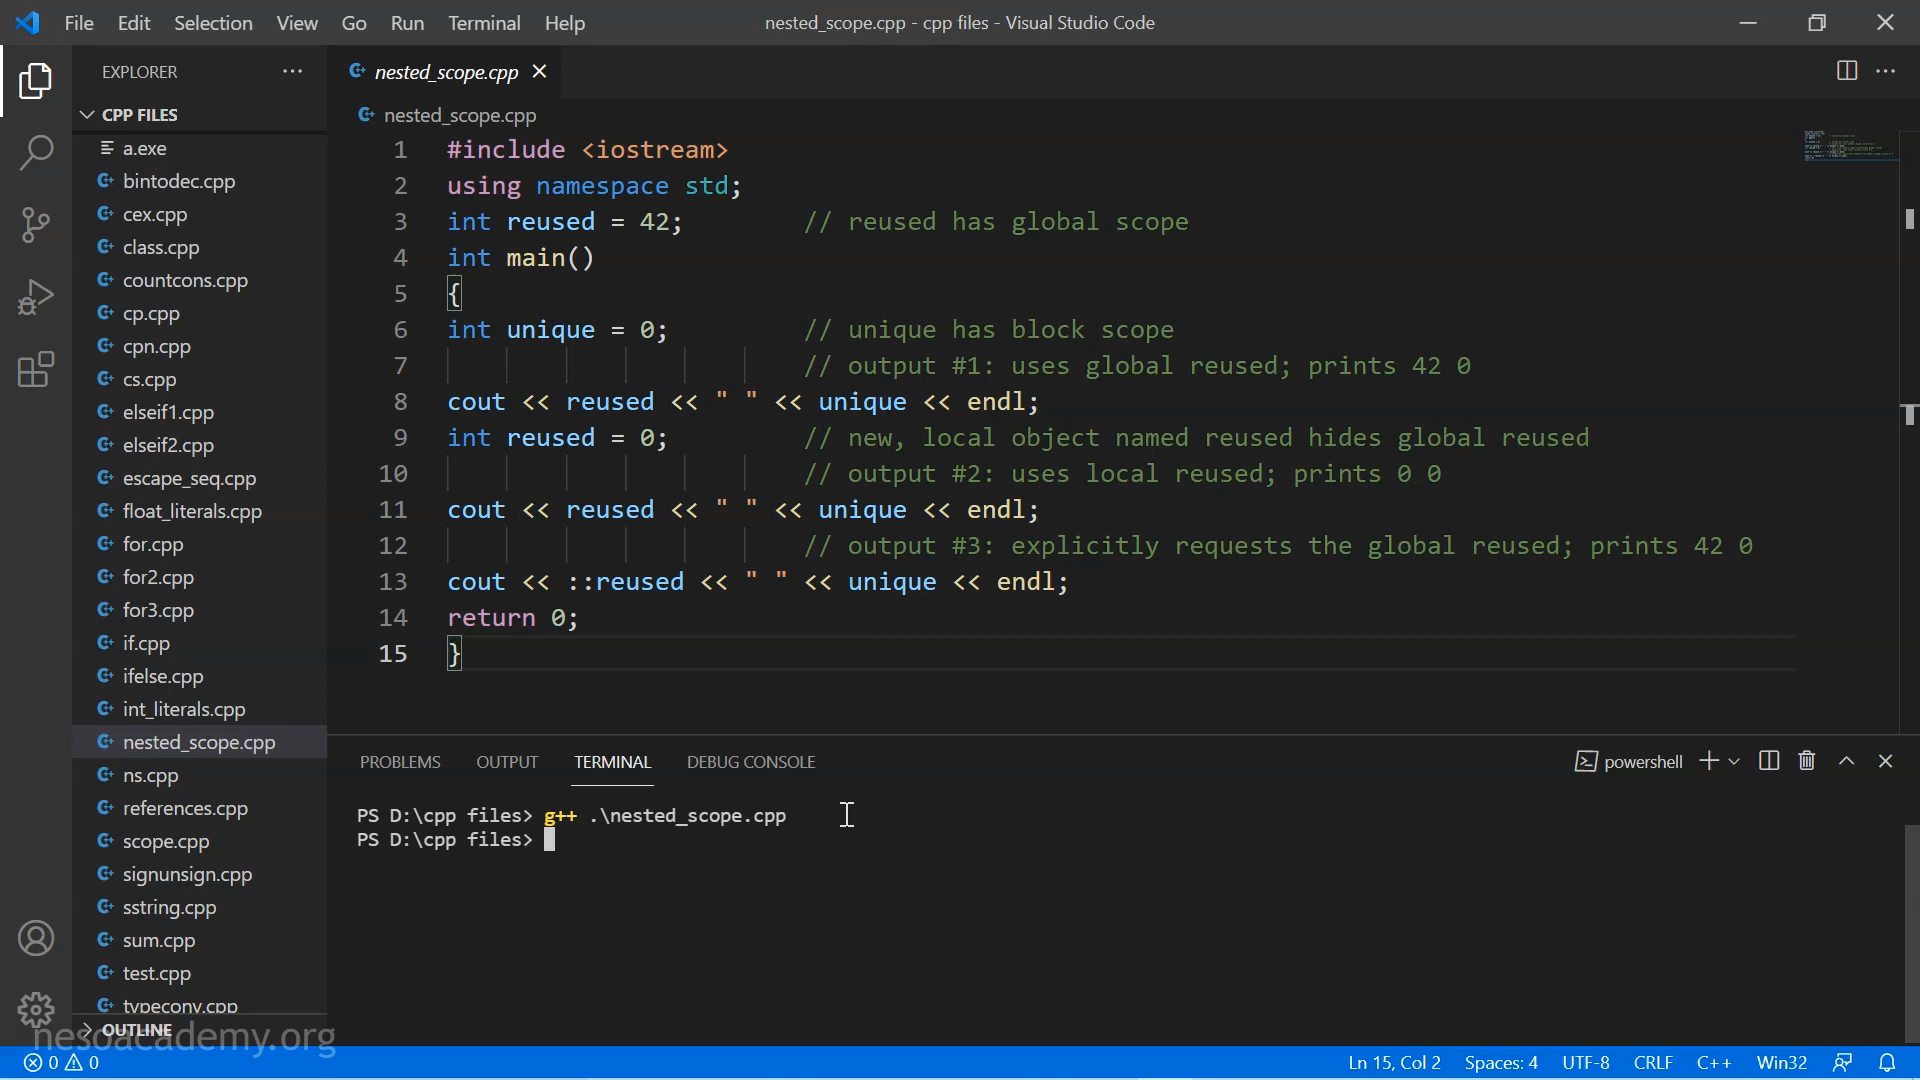 File Edit Selection View Go Run Terminal Help
nested_scope.cpp - cpp files - Visual Studio Code
EXPLORER
CPP FILES
a.exe
bintodec.cpp
cex.cpp
class.cpp
countcons.cpp
cp.cpp
cpn.cpp
cs.cpp
elseif1.cpp
elseif2.cpp
escape_seq.cpp
float_literals.cpp
for.cpp
for2.cpp
for3.cpp
if.cpp
ifelse.cpp
int_literals.cpp
nested_scope.cpp
ns.cpp
references.cpp
scope.cpp
signunsign.cpp
sstring.cpp
sum.cpp
test.cpp
typeconv.cpp
OUTLINE
nesoacademy.org
nested_scope.cpp
nested_scope.cpp
1 #include <iostream>
2 using namespace std;
3 int reused = 42; // reused has global scope
4 int main()
5 {
6 int unique = 0; // unique has block scope
7 // output #1: uses global reused; prints 42 0
8 cout << reused << " " << unique << endl;
9 int reused = 0; // new, local object named reused hides global reused
10 // output #2: uses local reused; prints 0 0
11 cout << reused << " " << unique << endl;
12 // output #3: explicitly requests the global reused; prints 42 0
13 cout << ::reused << " " << unique << endl;
14 return 0;
15 }
PROBLEMS OUTPUT TERMINAL DEBUG CONSOLE
powershell
PS D:\cpp files> g++ .\nested_scope.cpp
PS D:\cpp files>
0 0
Ln 15, Col 2 Spaces: 4 UTF-8 CRLF C++ Win32